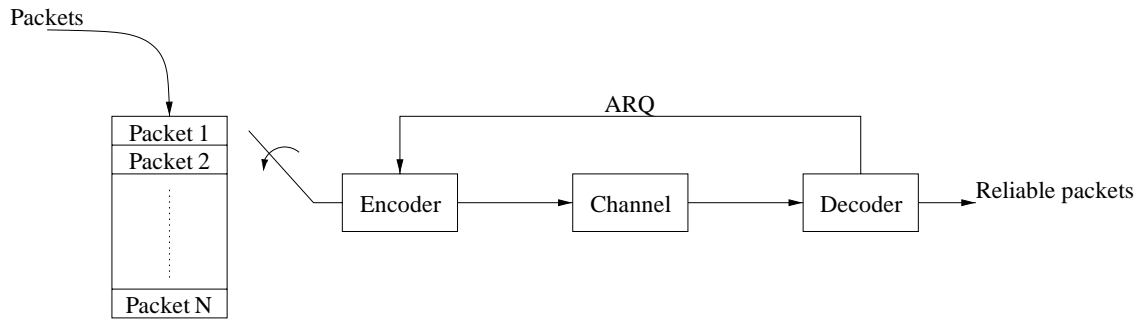 Packets
ARQ
Packet 1
Packet 2
Packet N
Encoder
Channel
Decoder
Reliable packets